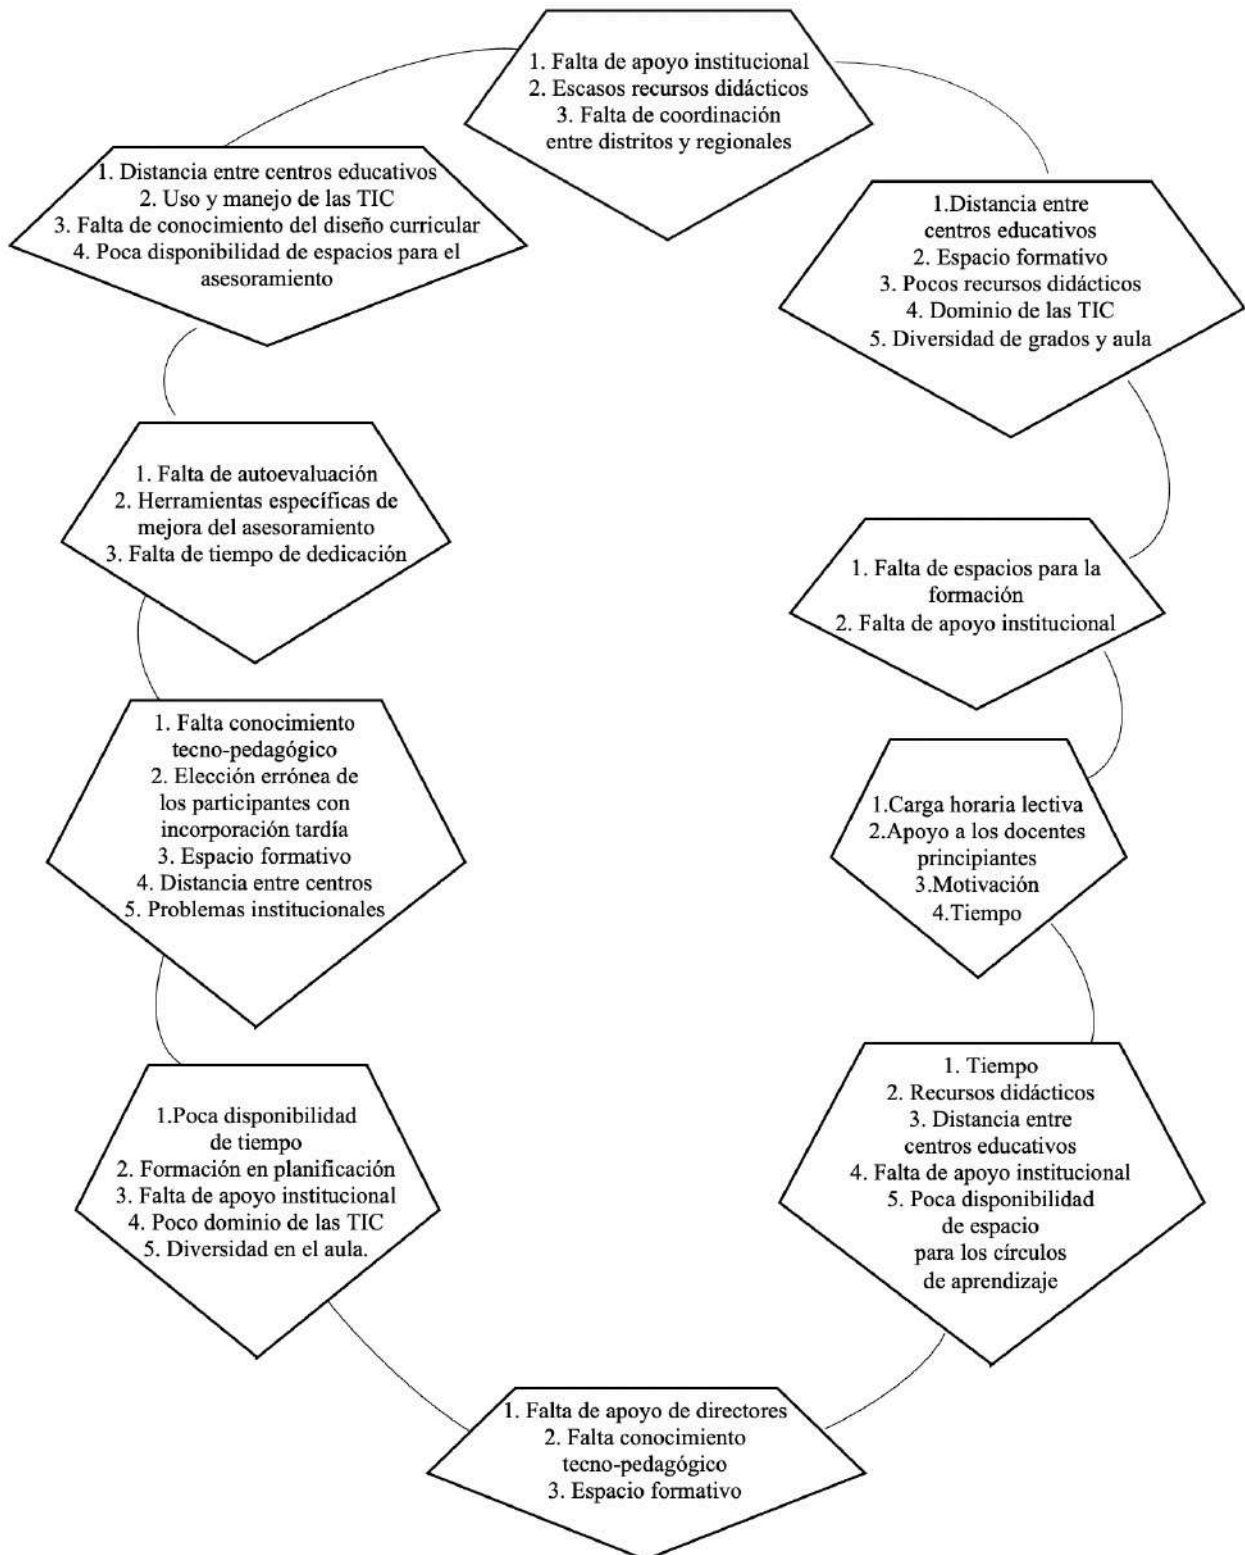 1. Falta de apoyo institucional
2. Escasos recursos didácticos
3. Falta de coordinación
entre distritos y regionales
1. Distancia entre centros educativos
2. Uso y manejo de las TIC
3. Falta de conocimiento del diseño curricular
4. Poca disponibilidad de espacios para el
asesoramiento
1.Distancia entre
centros educativos
2. Espacio formativo
3. Pocos recursos didácticos
4. Dominio de las TIC
5. Diversidad de grados y aula
1. Falta de autoevaluación
2. Herramientas específicas de
mejora del asesoramiento
3. Falta de tiempo de dedicación
1. Falta de espacios para la
formación
2. Falta de apoyo institucional
1. Falta conocimiento
tecno-pedagógico
2. Elección errónea de
los participantes con
incorporación tardía
3. Espacio formativo
4. Distancia entre centros
5. Problemas institucionales
1.Carga horaria lectiva
2.Apoyo a los docentes
principiantes
3.Motivación
4.Tiempo
1.Poca disponibilidad
de tiempo
2. Formación en planificación
3. Falta de apoyo institucional
4. Poco dominio de las TIC
5. Diversidad en el aula.
1. Tiempo
2. Recursos didácticos
3. Distancia entre
centros educativos
4. Falta de apoyo institucional
5. Poca disponibilidad
de espacio
para los círculos
de aprendizaje
1. Falta de apoyo de directores
2. Falta conocimiento
tecno-pedagógico
3. Espacio formativo